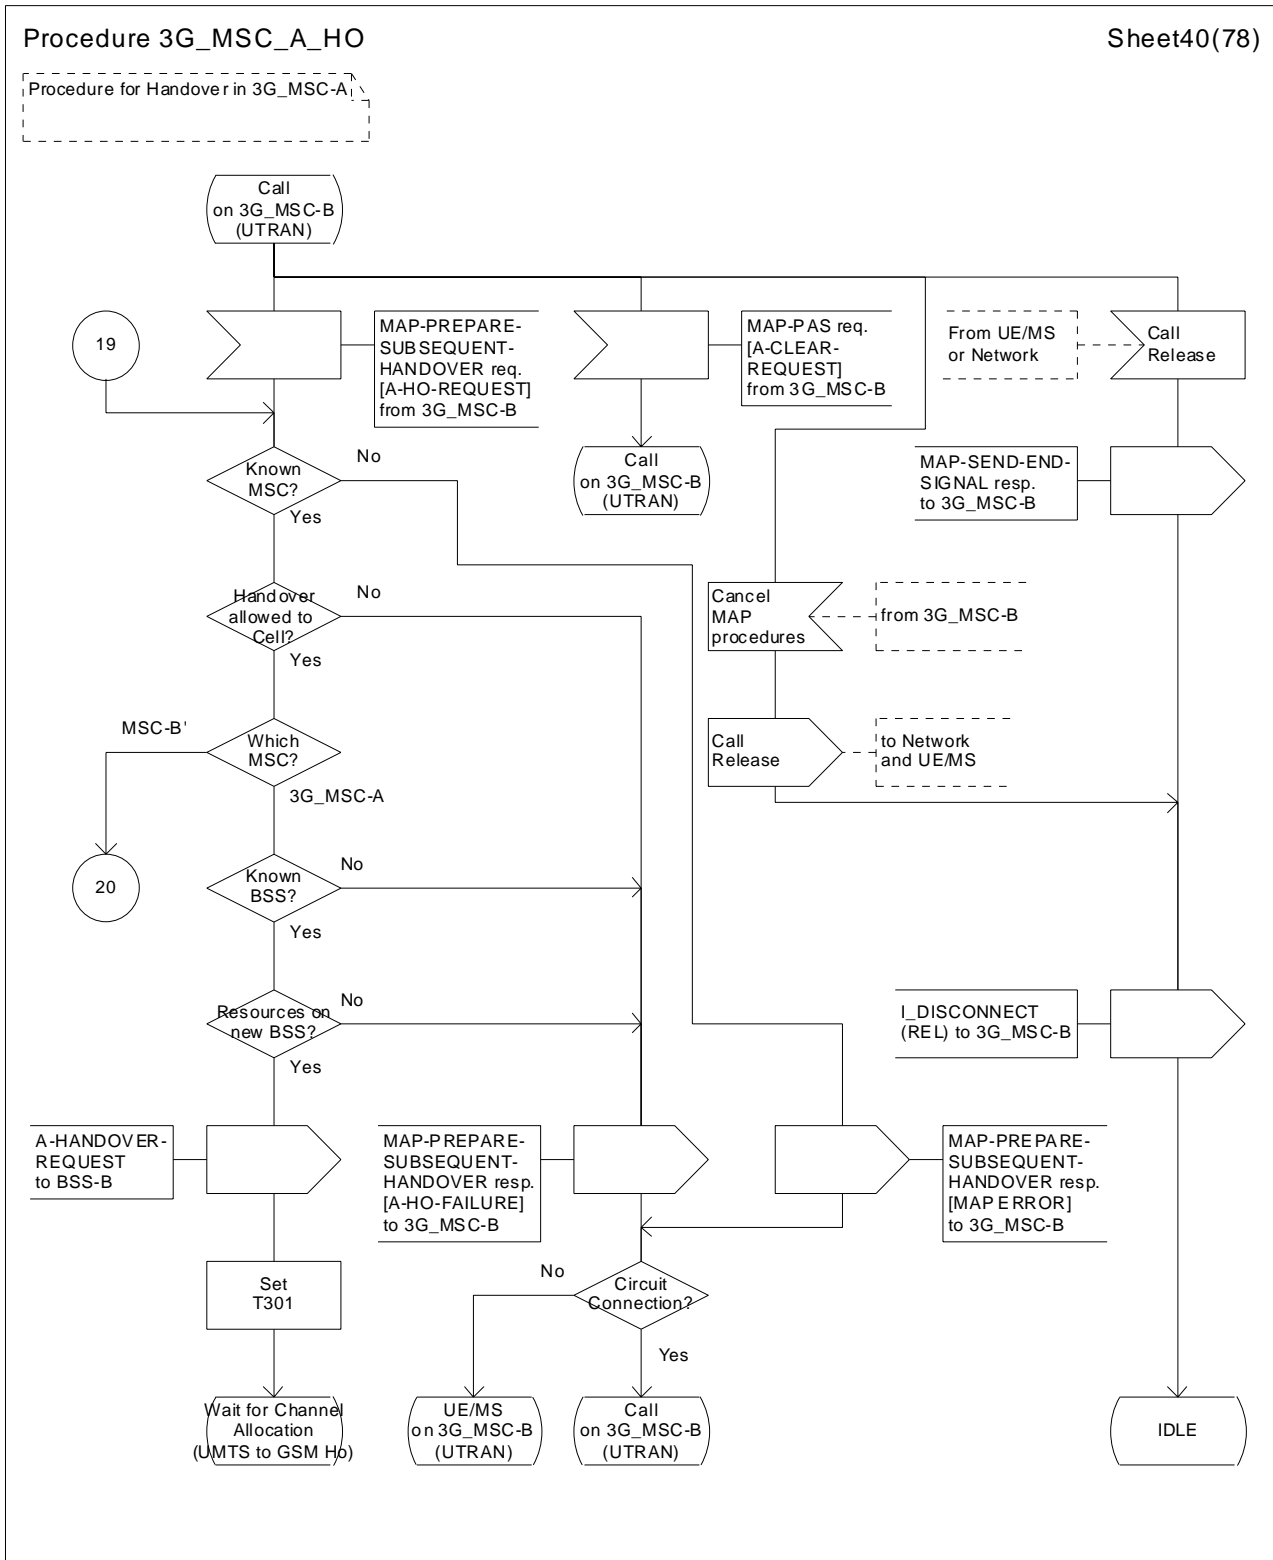 Procedure 3G_MSC_A_HO
Sheet40(78)
Procedure for Handover in 3G_MSC-A
Call
on 3G_MSC-B
(UTRAN)
19
MAP-PREPARE-
SUBSEQUENT-
HANDOVER req.
[A-HO-REQUEST]
from 3G_MSC-B
MAP-PAS req.
[A-CLEAR-
REQUEST]
from 3G_MSC-B
From UE/MS
or Network
Call
Release
Known
MSC?
No
Yes
Call
on 3G_MSC-B
(UTRAN)
MAP-SEND-END-
SIGNAL resp.
to 3G_MSC-B
Handover
allowed to
Cell?
No
Yes
Cancel
MAP
procedures
from 3G_MSC-B
MSC-B'
Which
MSC?
3G_MSC-A
Call
Release
to Network
and UE/MS
20
Known
BSS?
No
Yes
Resources on
new BSS?
No
Yes
I_DISCONNECT
(REL) to 3G_MSC-B
A-HANDOVER-
REQUEST
to BSS-B
MAP-PREPARE-
SUBSEQUENT-
HANDOVER resp.
[A-HO-FAILURE]
to 3G_MSC-B
MAP-PREPARE-
SUBSEQUENT-
HANDOVER resp.
[MAP ERROR]
to 3G_MSC-B
Set
T301
No
Circuit
Connection?
Yes
Wait for Channel
Allocation
(UMTS to GSM Ho)
UE/MS
on 3G_MSC-B
(UTRAN)
Call
on 3G_MSC-B
(UTRAN)
IDLE